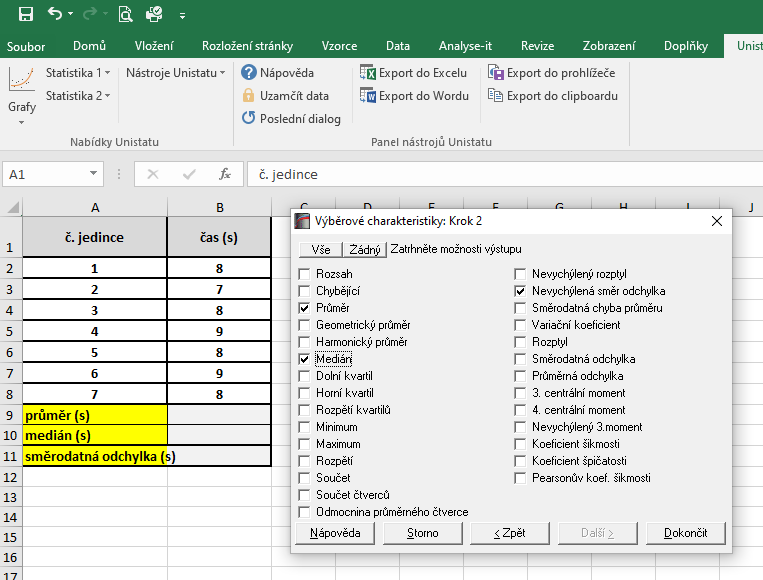 Soubor Domů Vložení Rozložení stránky Vzorce Data Analyse-it Revize Zobrazení Doplňky Unist
Grafy
Statistika 1
Statistika 2
Nástroje Unistatu
Nabídky Unistatu
Nápověda
Uzamčít data
Poslední dialog
Export do Excelu
Export do Wordu
Export do prohlížeče
Export do clipboardu
Panel nástrojů Unistatu
A1 fx č. jedince
A B C D E F G H I J
1 č. jedince čas (s)
2 1 8
3 2 7
4 3 8
5 4 9
6 5 8
7 6 9
8 7 8
9 průměr (s)
10 medián (s)
11 směrodatná odchylka (s)
12
13
14
15
16
17
Výběrové charakteristiky: Krok 2
Vše Žádný Zatrhněte možnosti výstupu
Rozsah
Chybějící
Průměr
Geometrický průměr
Harmonický průměr
Medián
Dolní kvartil
Horní kvartil
Rozpětí kvartilů
Minimum
Maximum
Rozpětí
Součet
Součet čtverců
Odmocnina průměrného čtverce
Nevychýlený rozptyl
Nevychýlená směr odchylka
Směrodatná chyba průměru
Variační koeficient
Rozptyl
Směrodatná odchylka
Průměrná odchylka
3. centrální moment
4. centrální moment
Nevychýlený 3.moment
Koeficient šikmosti
Koeficient špičatosti
Pearsonův koef. šikmosti
Nápověda Storno < Zpět Další > Dokončit